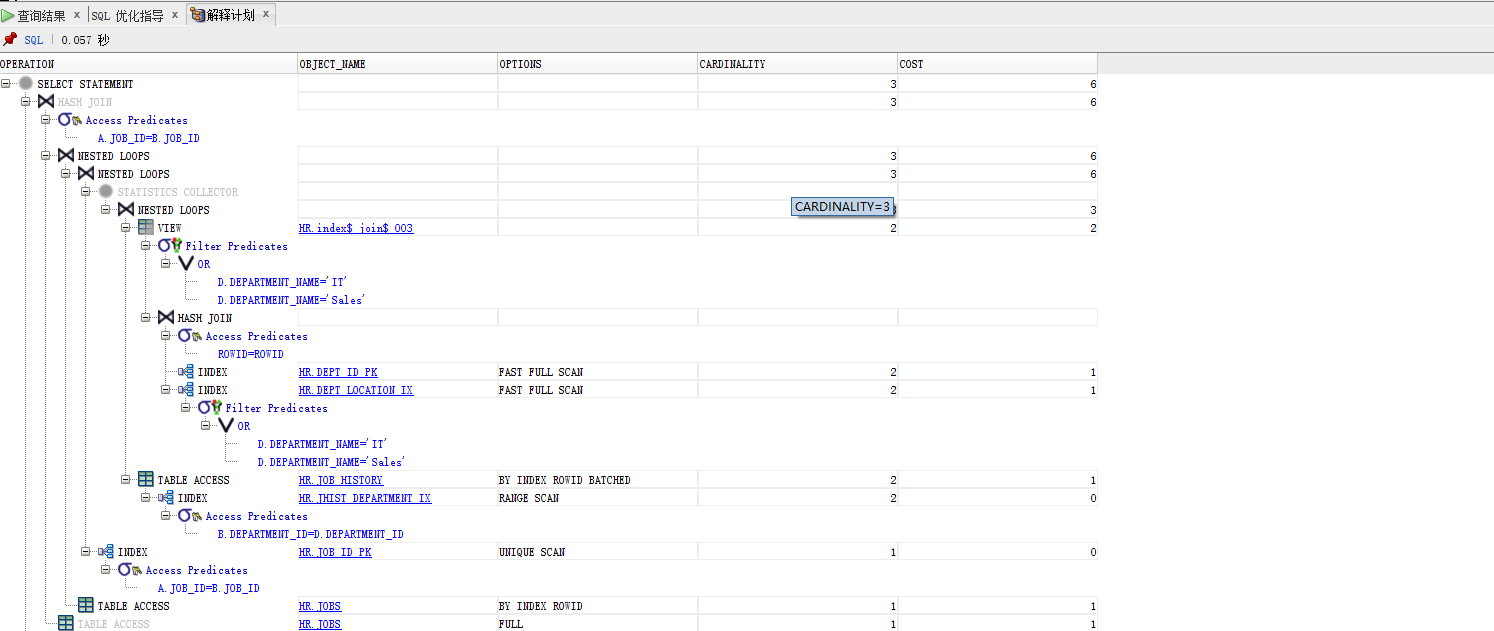 查询结果 x SQL 优化指导 x 解释计划 x
SQL | 0.057 秒
OPERATION OBJECT_NAME OPTIONS CARDINALITY COST
SELECT STATEMENT 3 6
HASH JOIN 3 6
Access Predicates
A.JOB_ID=B.JOB_ID
NESTED LOOPS 3 6
NESTED LOOPS 3 6
STATISTICS COLLECTOR
NESTED LOOPS CARDINALITY=3 3
VIEW HR.index$_join$_003 2 2
Filter Predicates
OR
D.DEPARTMENT_NAME='IT'
D.DEPARTMENT_NAME='Sales'
HASH JOIN
Access Predicates
ROWID=ROWID
INDEX HR.DEPT_ID_PK FAST FULL SCAN 2 1
INDEX HR.DEPT_LOCATION_IX FAST FULL SCAN 2 1
Filter Predicates
OR
D.DEPARTMENT_NAME='IT'
D.DEPARTMENT_NAME='Sales'
TABLE ACCESS HR.JOB_HISTORY BY INDEX ROWID BATCHED 2 1
INDEX HR.JHIST_DEPARTMENT_IX RANGE SCAN 2 0
Access Predicates
B.DEPARTMENT_ID=D.DEPARTMENT_ID
INDEX HR.JOB_ID_PK UNIQUE SCAN 1 0
Access Predicates
A.JOB_ID=B.JOB_ID
TABLE ACCESS HR.JOBS BY INDEX ROWID 1 1
TABLE ACCESS HR.JOBS FULL 1 1